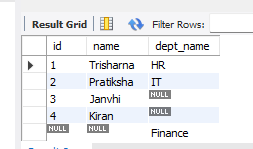 Result Grid Filter Rows:
id name dept_name
1 Trisharna HR
2 Pratiksha IT
3 Janvhi NULL
4 Kiran NULL
NULL NULL Finance